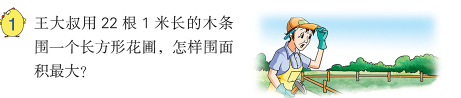 1 王大叔用 22 根 1 米长的木条
围一个长方形花圃，怎样围面
积最大？